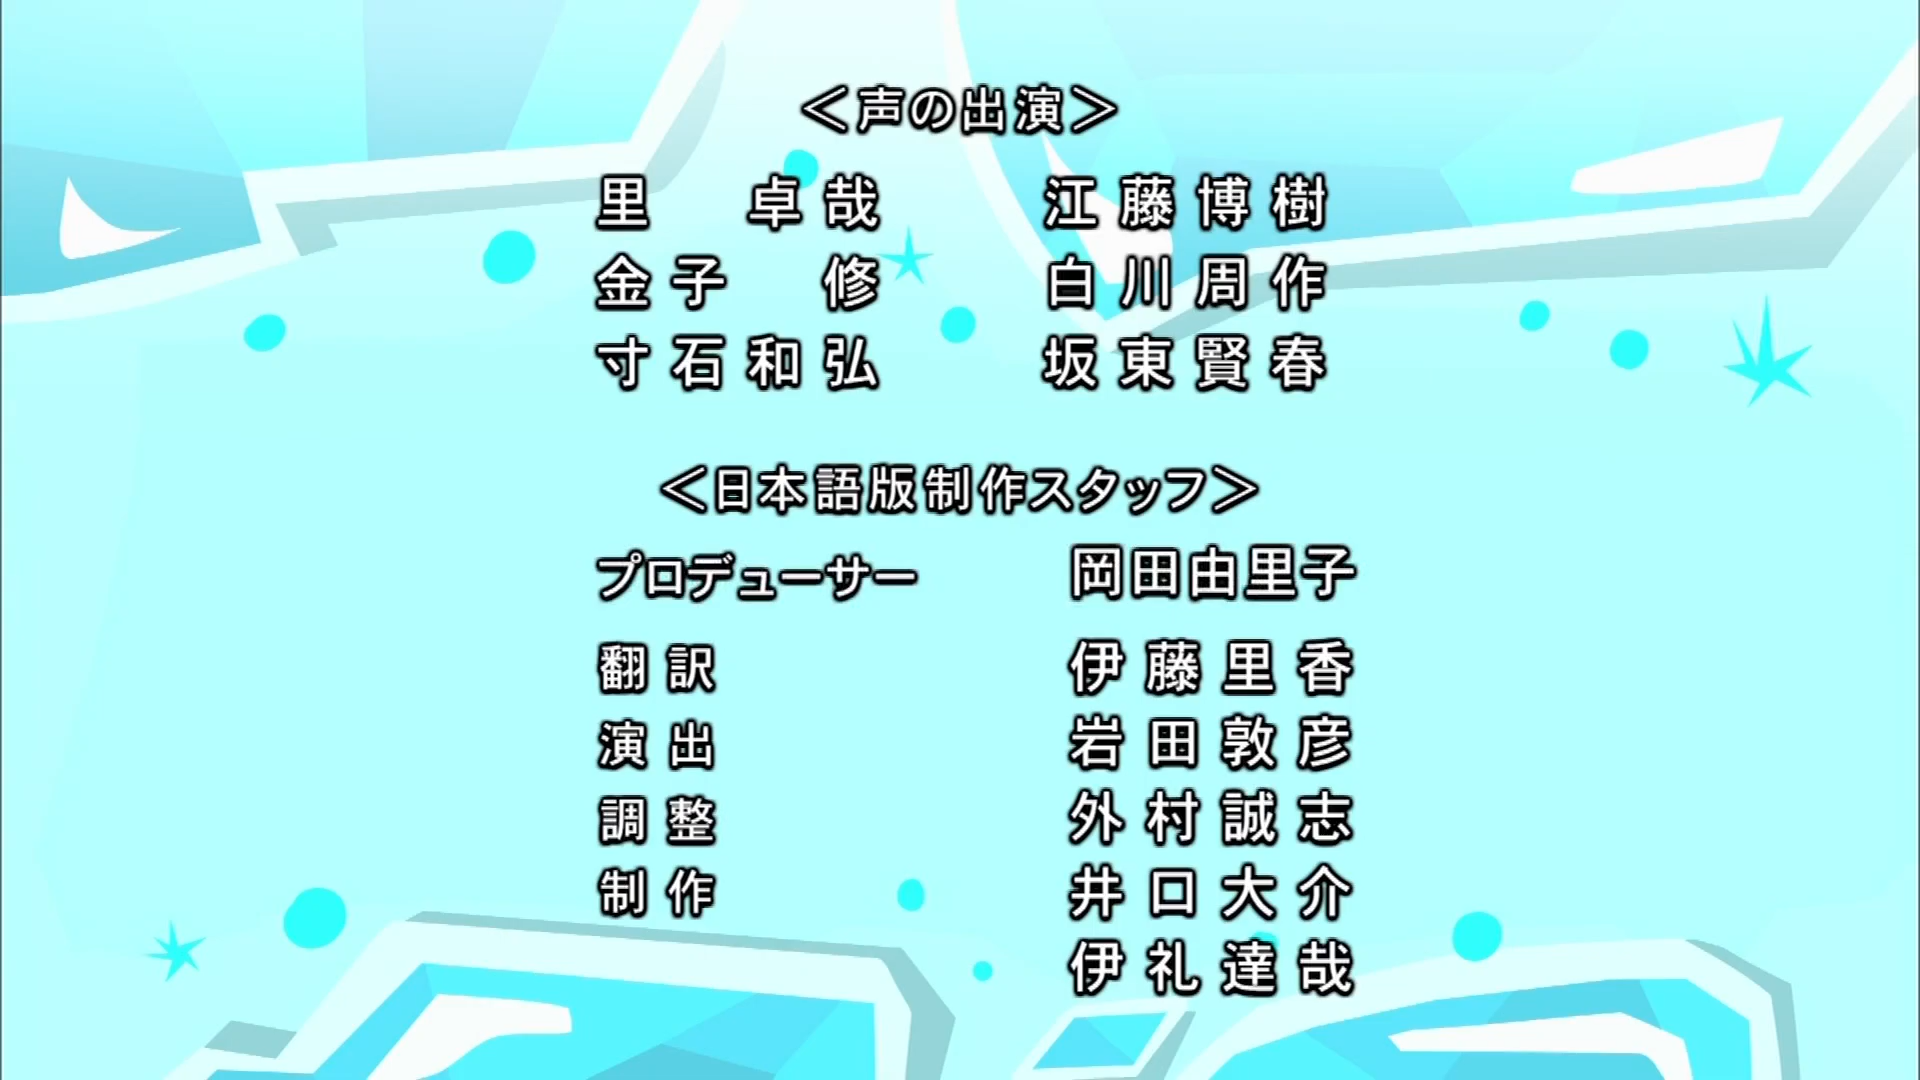 ＜声の出演＞
里　卓哉　江藤博樹
金子　修　白川周作
寸石和弘　坂東賢春
＜日本語版制作スタッフ＞
プロデューサー　岡田由里子
翻訳　伊藤里香
演出　岩田敦彦
調整　外村誠志
制作　井口大介
伊礼達哉